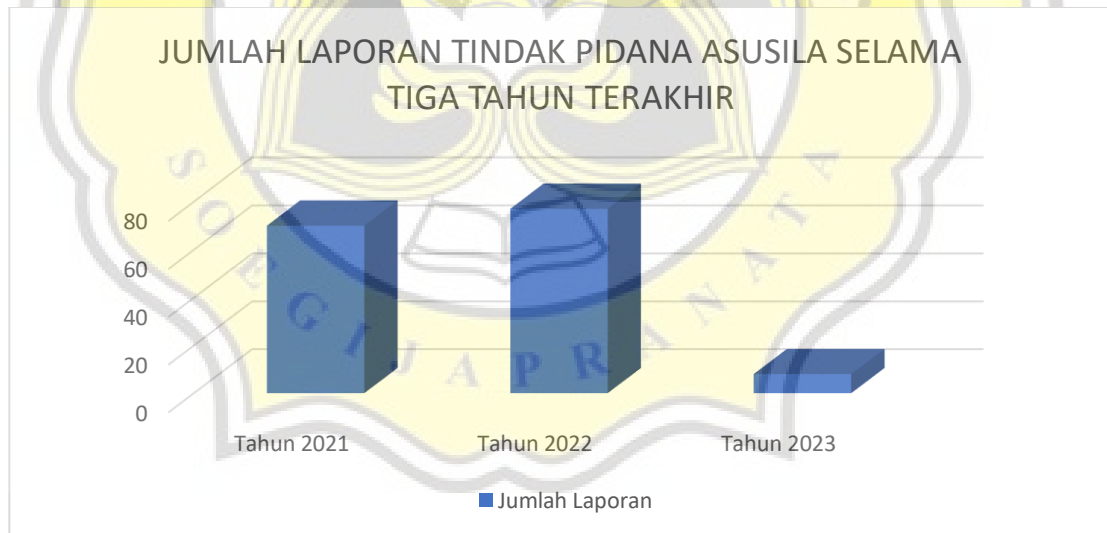 JUMLAH LAPORAN TINDAK PIDANA ASUSILA SELAMA
TIGA TAHUN TERAKHIR
80
60
40
20
0
Tahun 2021
Tahun 2022
Tahun 2023
Jumlah Laporan
SOEGIJAPRANATA